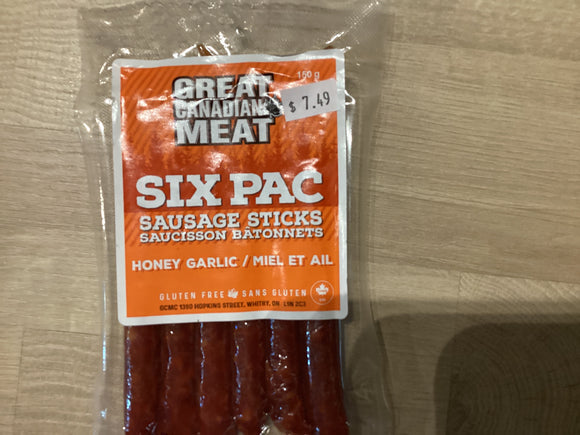 150 g
GREAT
CANADIAN
MEAT
$ 7.49
SIX PAC
SAUSAGE STICKS
SAUCISSON BÂTONNETS
HONEY GARLIC / MIEL ET AIL
GLUTEN FREE SANS GLUTEN
GCMC 1390 HOPKINS STREET, WHITBY, ON L1N 2C3